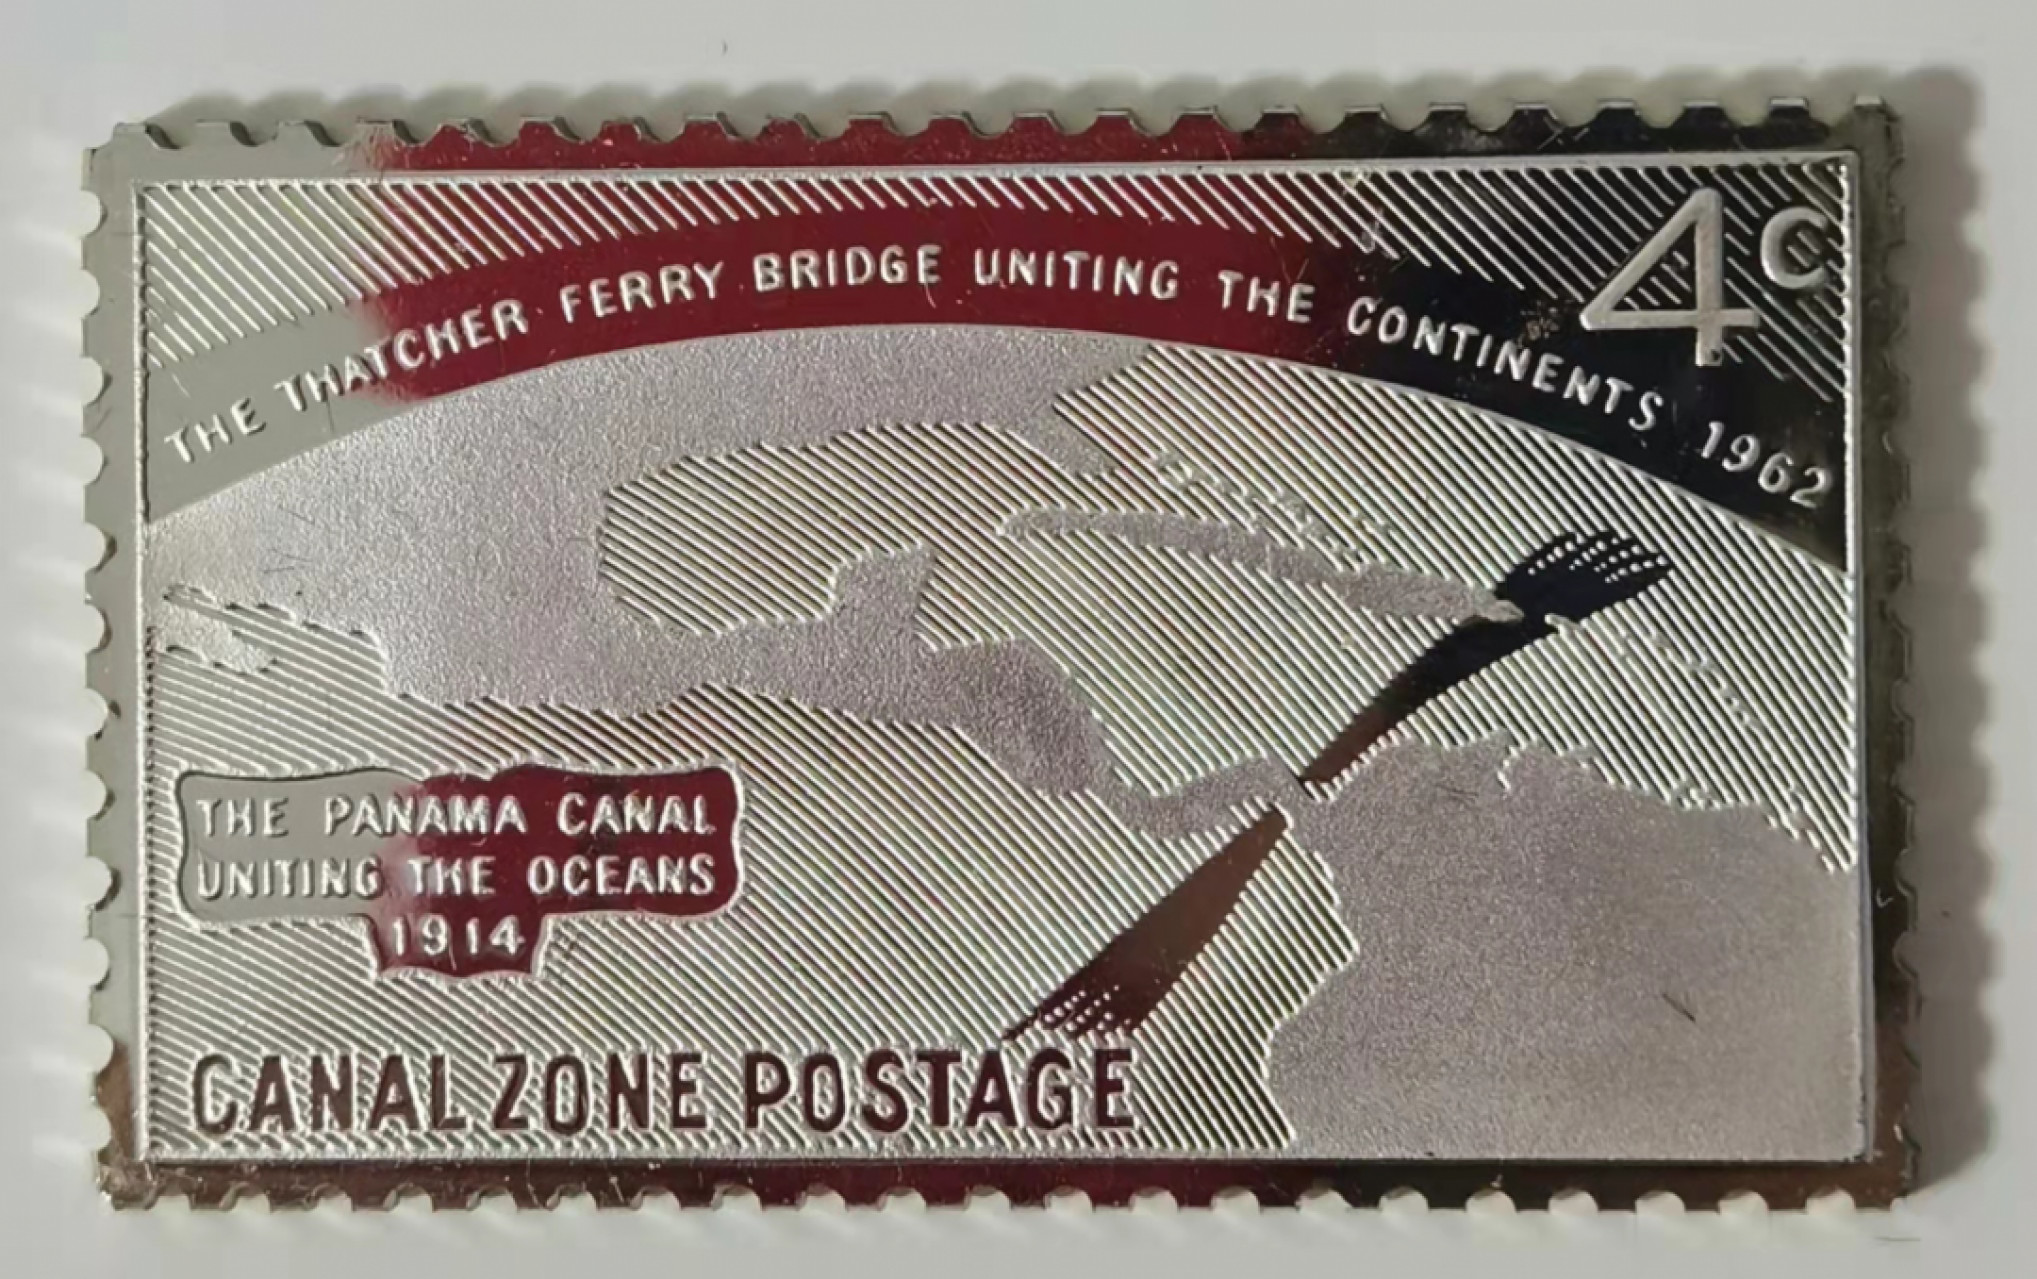 4c
THE THATCHER FERRY BRIDGE UNITING THE CONTINENTS 1962
THE PANAMA CANAL
UNITING THE OCEANS
1914
CANAL ZONE POSTAGE